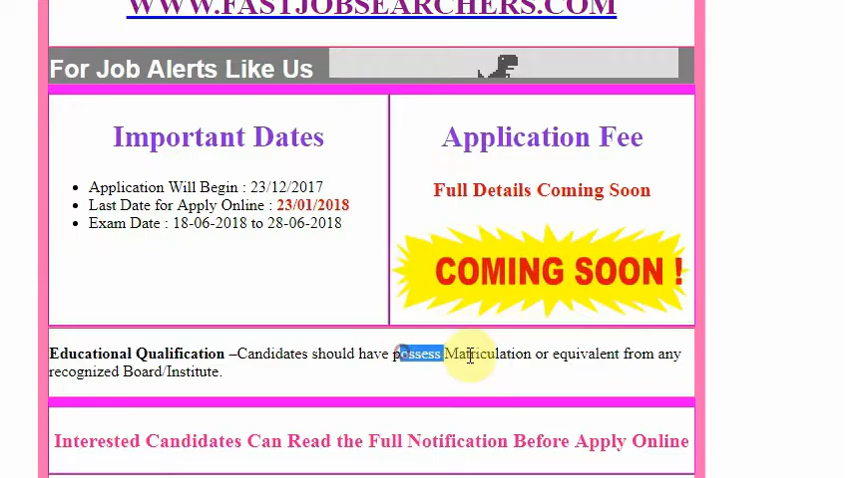 WWW.FASTJOBSEARCHERS.COM
For Job Alerts Like Us
Important Dates
Application Will Begin : 23/12/2017
Last Date for Apply Online : 23/01/2018
Exam Date : 18-06-2018 to 28-06-2018
Application Fee
Full Details Coming Soon
COMING SOON !
Educational Qualification –Candidates should have possess Matriculation or equivalent from any
recognized Board/Institute.
Interested Candidates Can Read the Full Notification Before Apply Online